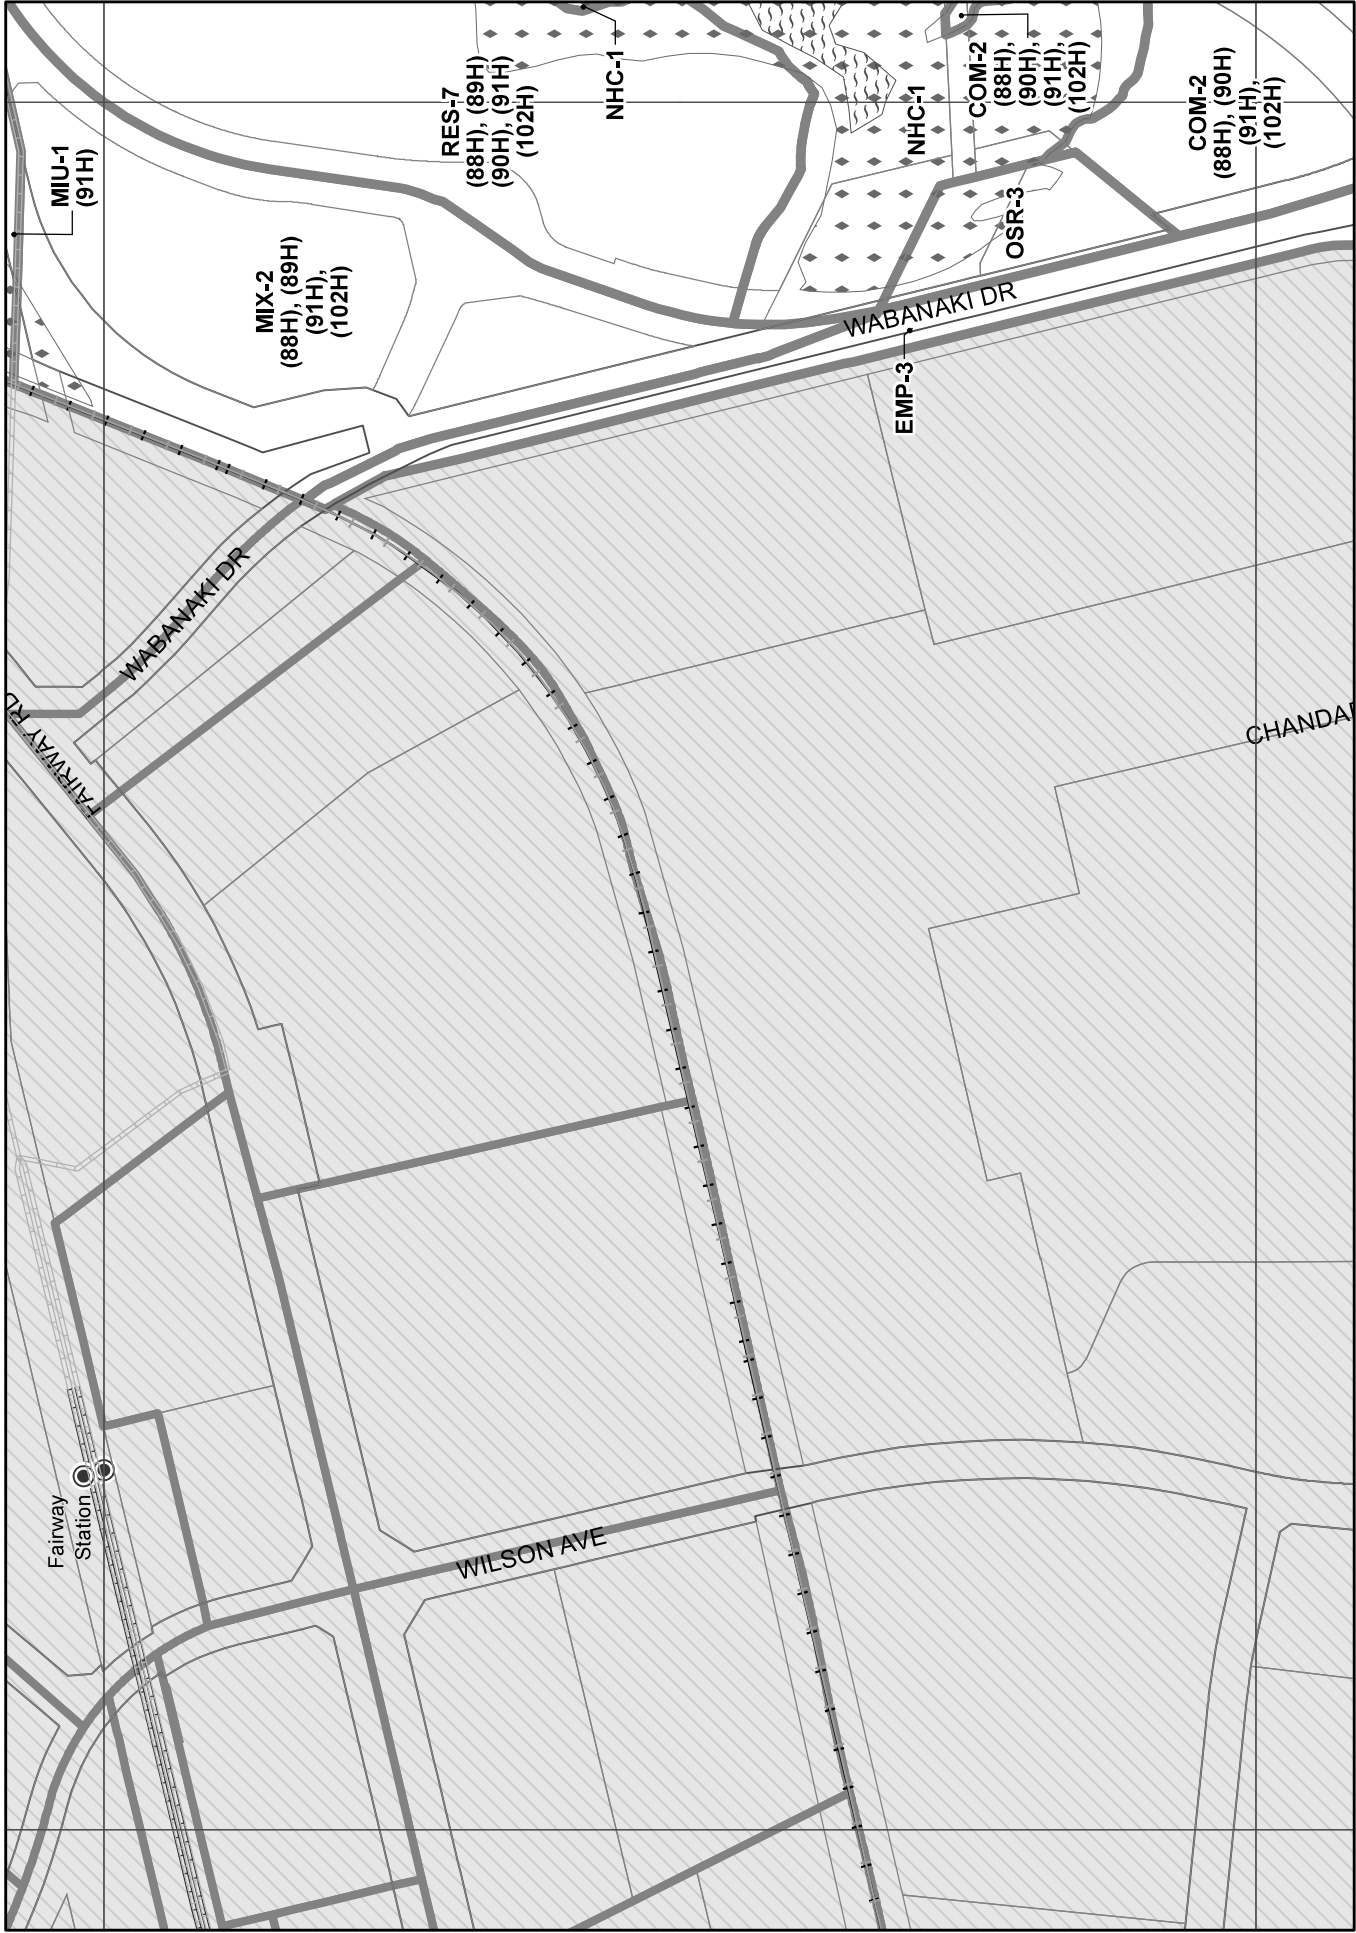 MIU-1
(91H)
MIX-2
(88H), (89H)
(91H),
(102H)
RES-7
(88H), (89H)
(90H), (91H)
(102H)
NHC-1
NHC-1
COM-2
(88H),
(90H),
(91H),
(102H)
COM-2
(88H), (90H)
(91H),
(102H)
OSR-3
WABANAKI DR
EMP-3
WABANAKI DR
FAIRWAY RD
CHANDA
Fairway
Station
WILSON AVE